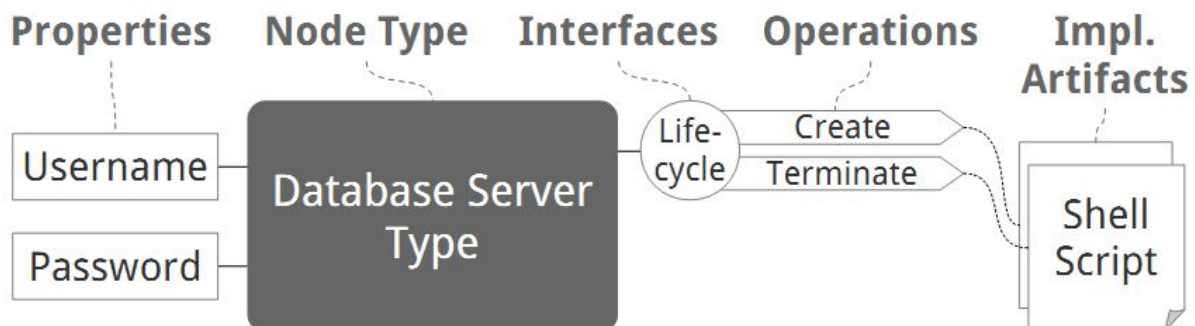 Properties
Node Type
Interfaces
Operations
Impl.
Artifacts
Username
Password
Database Server
Type
Life-
cycle
Create
Terminate
Shell
Script